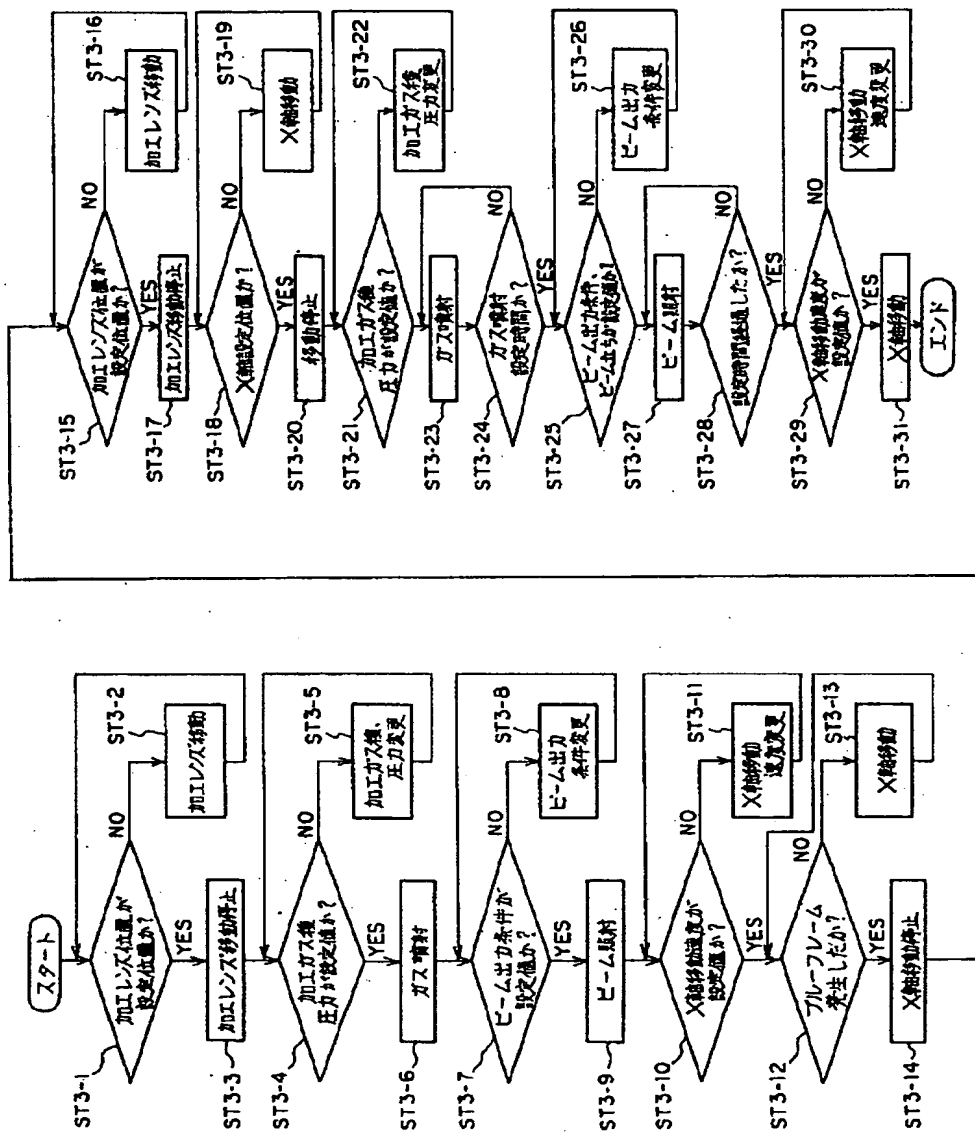 スタート
ST3-1
加工レンズ位置が
設定位置か?
NO
ST3-2
加工レンズ移動
YES
ST3-3
加工レンズ移動停止
ST3-4
加工ガス種
圧力が設定値か?
NO
ST3-5
加工ガス種、
圧力変更
YES
ST3-6
ガス噴射
ST3-7
ビーム出力条件が
設定値か?
NO
ST3-8
ビーム出力
条件変更
YES
ST3-9
ビーム照射
ST3-10
X軸移動速度が
設定値か?
NO
ST3-11
X軸移動
速度変更
YES
ST3-12
ブルーフレーム
発生したか?
NO
ST3-13
X軸移動
YES
ST3-14
X軸移動停止
ST3-15
加工レンズ位置が
設定位置か?
NO
ST3-16
加工レンズ移動
YES
ST3-17
加工レンズ移動停止
ST3-18
X軸設定位置か?
NO
ST3-19
X軸移動
YES
ST3-20
移動停止
ST3-21
加工ガス種
圧力が設定値か?
NO
ST3-22
加工ガス種
圧力変更
ST3-23
ガス噴射
ST3-24
ガス噴射
設定時間か?
NO
YES
ST3-25
ビーム出力条件、
ビーム立ちが設定値か?
NO
ST3-26
ビーム出力
条件変更
ST3-27
ビーム照射
ST3-28
設定時間経過したか?
NO
YES
ST3-29
X軸移動速度が
設定値か?
NO
ST3-30
X軸移動
速度変更
YES
ST3-31
X軸移動
エンド